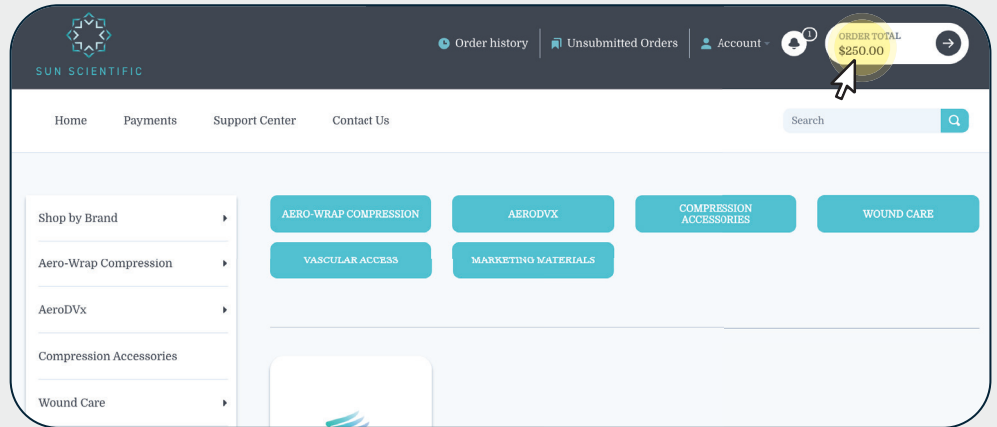 SUN SCIENTIFIC
Order history
Unsubmitted Orders
Account
1
ORDER TOTAL
$250.00
Home
Payments
Support Center
Contact Us
Search
Shop by Brand
Aero-Wrap Compression
AeroDVx
Compression Accessories
Wound Care
AERO-WRAP COMPRESSION
AERODVX
COMPRESSION
ACCESSORIES
WOUND CARE
VASCULAR ACCESS
MARKETING MATERIALS